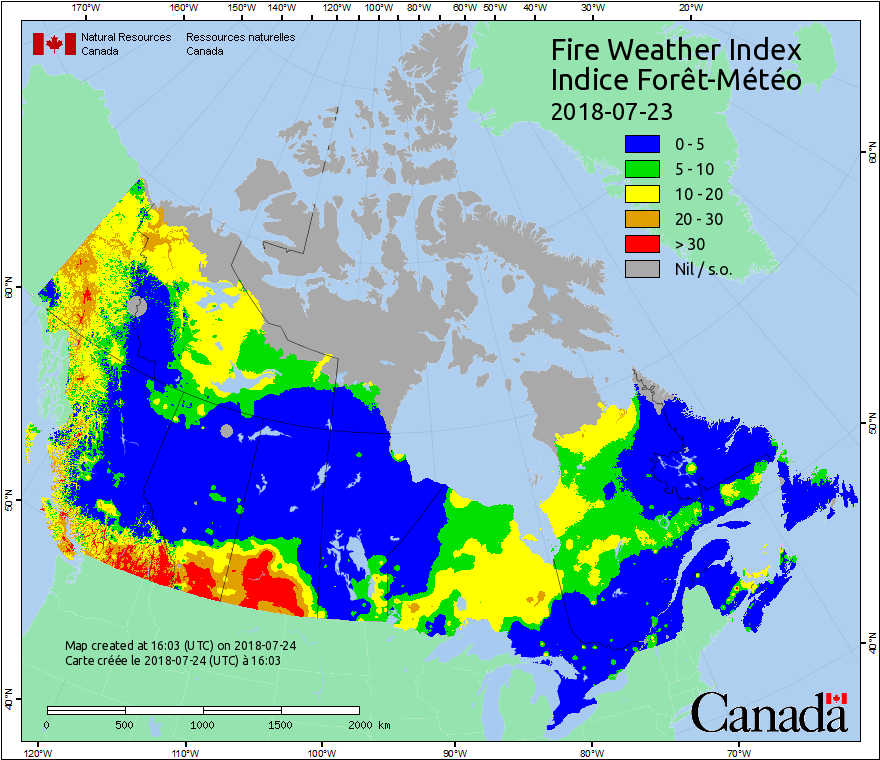 170°W 160°W 150°W 140°W 130°W 120°W 110°W 100°W 90°W 80°W 60°W 50°W 40°W 30°W 20°W
Natural Resources Canada
Ressources naturelles Canada
Fire Weather Index
Indice Forêt-Météo
2018-07-23
0 - 5
5 - 10
10 - 20
20 - 30
> 30
Nil / s.o.
60°N
60°N
50°N
50°N
40°N
40°N
Map created at 16:03 (UTC) on 2018-07-24
Carte créée le 2018-07-24 (UTC) à 16:03
0 500 1000 1500 2000 km
Canada
120°W 110°W 100°W 90°W 80°W 70°W